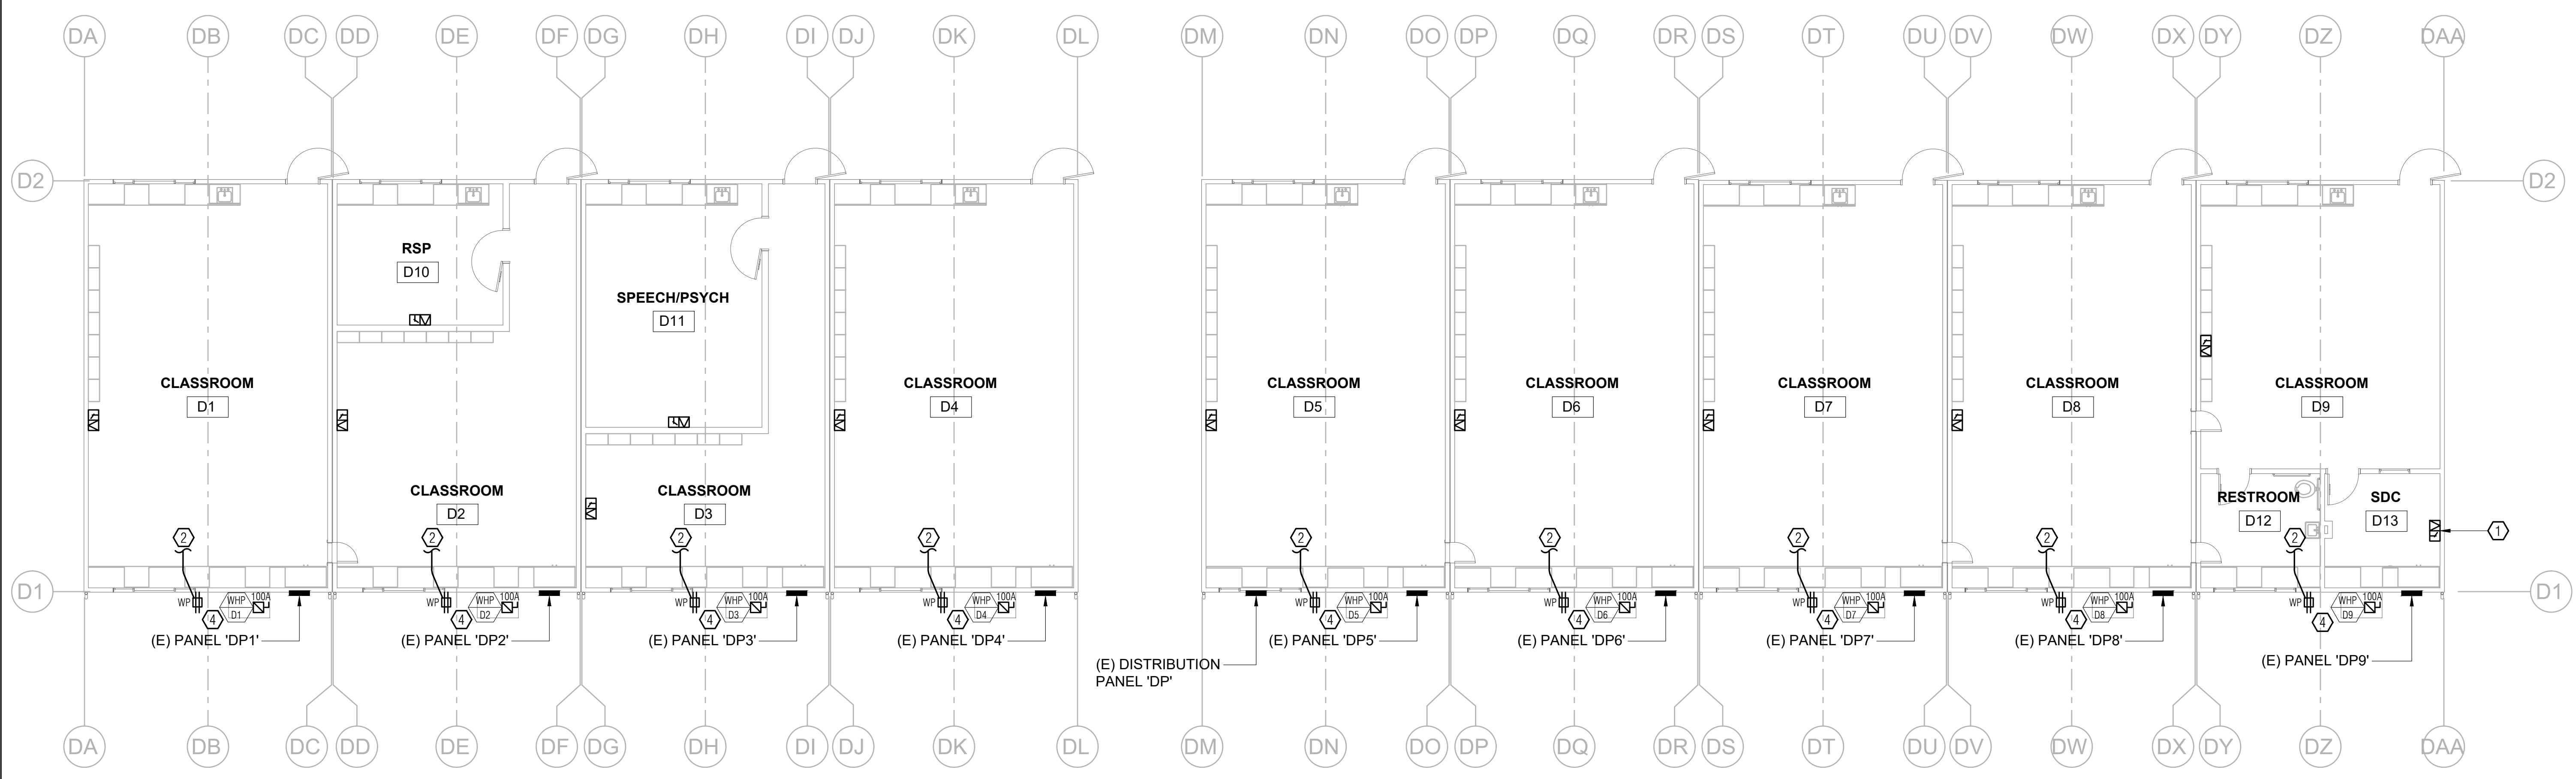 DA DB DC DD DE DF DG DH DI DJ DK DL DM DN DO DP DQ DR DS DT DU DV DW DX DY DZ DAA
D2 D2
RSP
D10
SPEECH/PSYCH
D11
CLASSROOM
D1
CLASSROOM
D4
CLASSROOM
D5
CLASSROOM
D6
CLASSROOM
D7
CLASSROOM
D8
CLASSROOM
D9
CLASSROOM
D2
CLASSROOM
D3
RESTROOM
D12
SDC
D13
1
2 2 2 2 2 2 2 2 2
D1 D1
WP WHP D1 100A 4
WP WHP D2 100A 4
WP WHP D3 100A 4
WP WHP D4 100A 4
WP WHP D5 100A 4
WP WHP D6 100A 4
WP WHP D7 100A 4
WP WHP D8 100A 4
WP WHP D9 100A 4
(E) PANEL 'DP1'
(E) PANEL 'DP2'
(E) PANEL 'DP3'
(E) PANEL 'DP4'
(E) PANEL 'DP5'
(E) PANEL 'DP6'
(E) PANEL 'DP7'
(E) PANEL 'DP8'
(E) PANEL 'DP9'
(E) DISTRIBUTION
PANEL 'DP'
DA DB DC DD DE DF DG DH DI DJ DK DL DM DN DO DP DQ DR DS DT DU DV DW DX DY DZ DAA